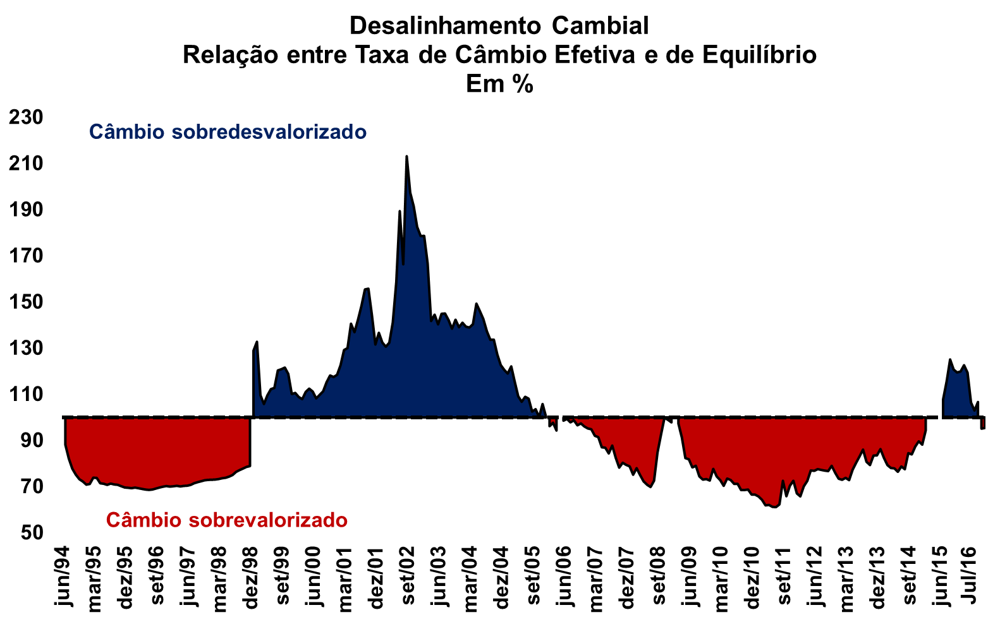 Desalinhamento Cambial
Relação entre Taxa de Câmbio Efetiva e de Equilíbrio
Em %
230
Câmbio sobredesvalorizado
210
190
170
150
130
110
90
70
Câmbio sobrevalorizado
50
jun/94
mar/95
dez/95
set/96
jun/97
mar/98
dez/98
set/99
jun/00
mar/01
dez/01
set/02
jun/03
mar/04
dez/04
set/05
jun/06
mar/07
dez/07
set/08
jun/09
mar/10
dez/10
set/11
jun/12
mar/13
dez/13
set/14
jun/15
Jul/16